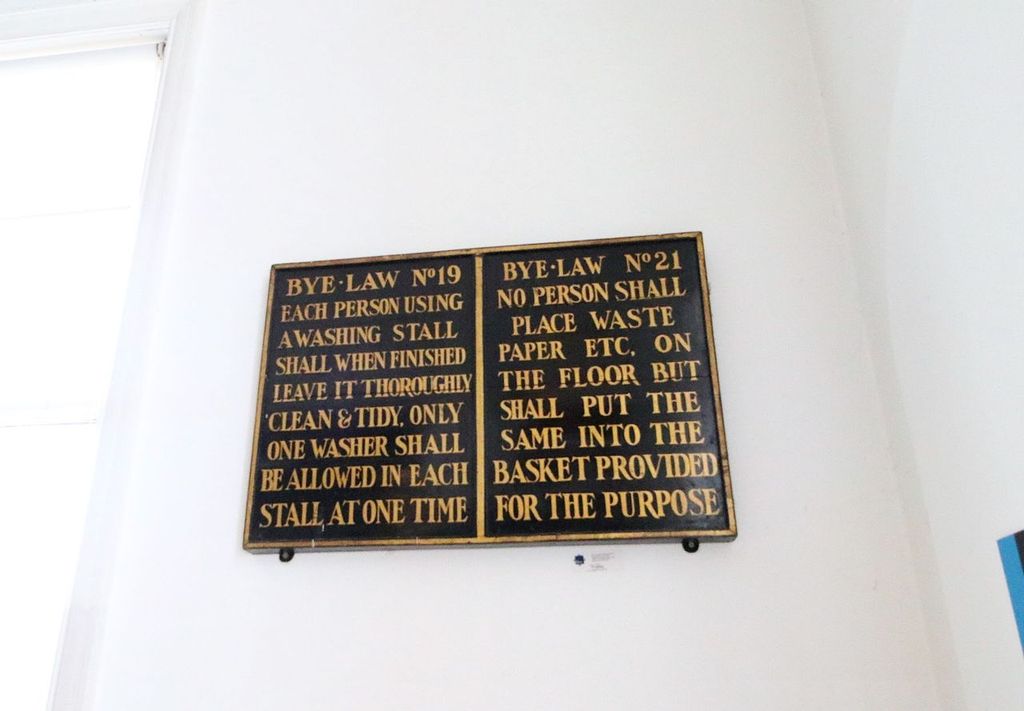 BYE·LAW Nº19
EACH PERSON USING
A WASHING STALL
SHALL WHEN FINISHED
LEAVE IT THOROUGHLY
CLEAN & TIDY, ONLY
ONE WASHER SHALL
BE ALLOWED IN EACH
STALL AT ONE TIME
BYE·LAW Nº21
NO PERSON SHALL
PLACE WASTE
PAPER ETC, ON
THE FLOOR BUT
SHALL PUT THE
SAME INTO THE
BASKET PROVIDED
FOR THE PURPOSE